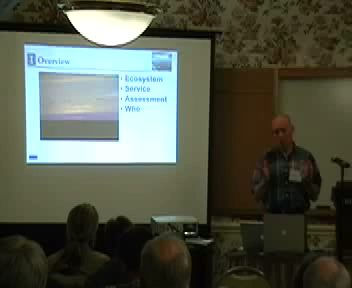 Overview
• Ecosystem
• Service
• Assessment
• Who